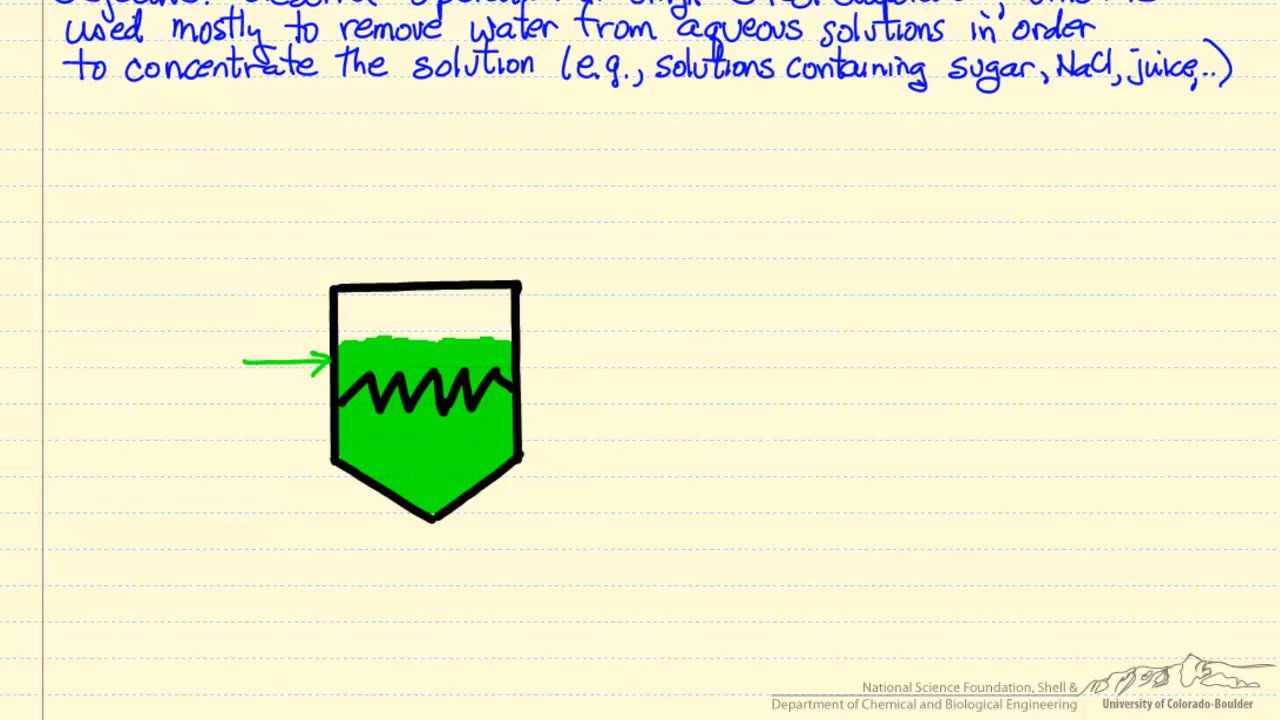 used mostly to remove water from aqueous solutions in order
to concentrate the solution (e.g., solutions containing sugar, NaCl, juice,..)
National Science Foundation, Shell &
Department of Chemical and Biological Engineering
University of Colorado-Boulder